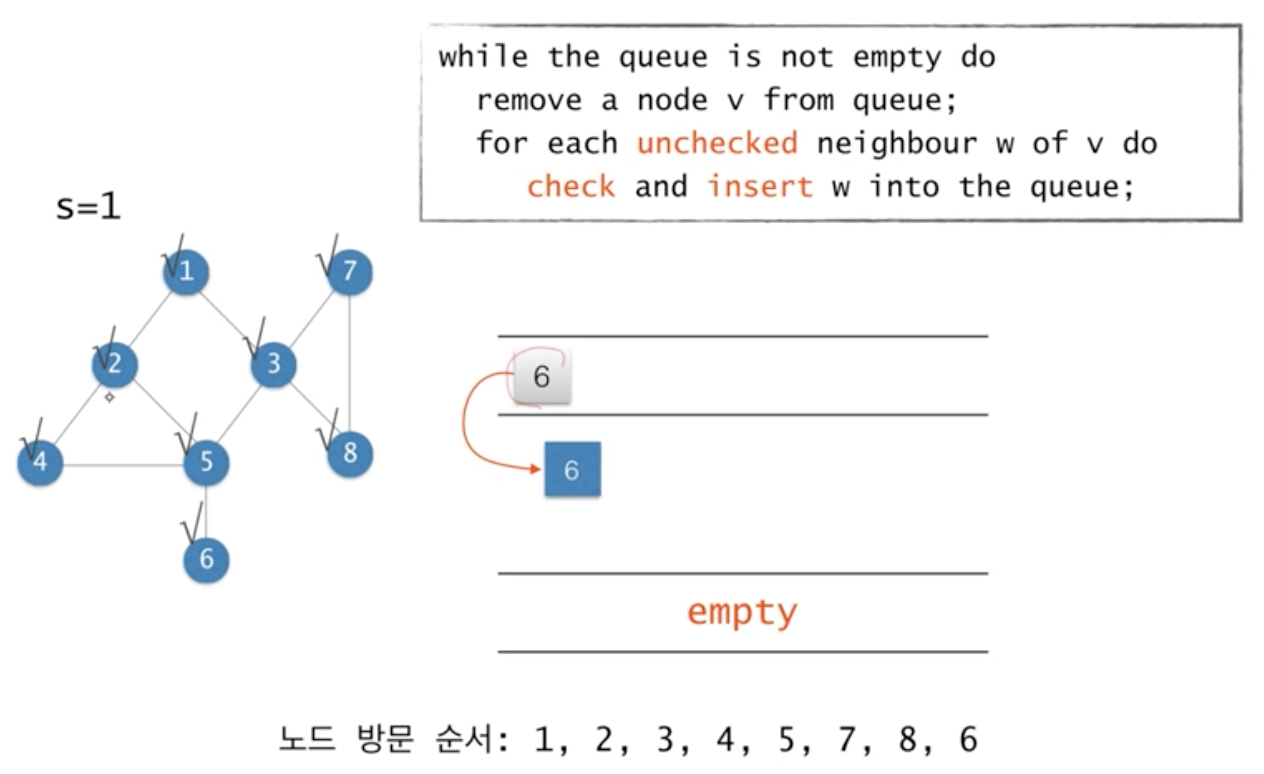 while the queue is not empty do
remove a node v from queue;
for each unchecked neighbour w of v do
check and insert w into the queue;
s=1
1
7
2
3
4
5
8
6
6
6
empty
노드 방문 순서: 1, 2, 3, 4, 5, 7, 8, 6